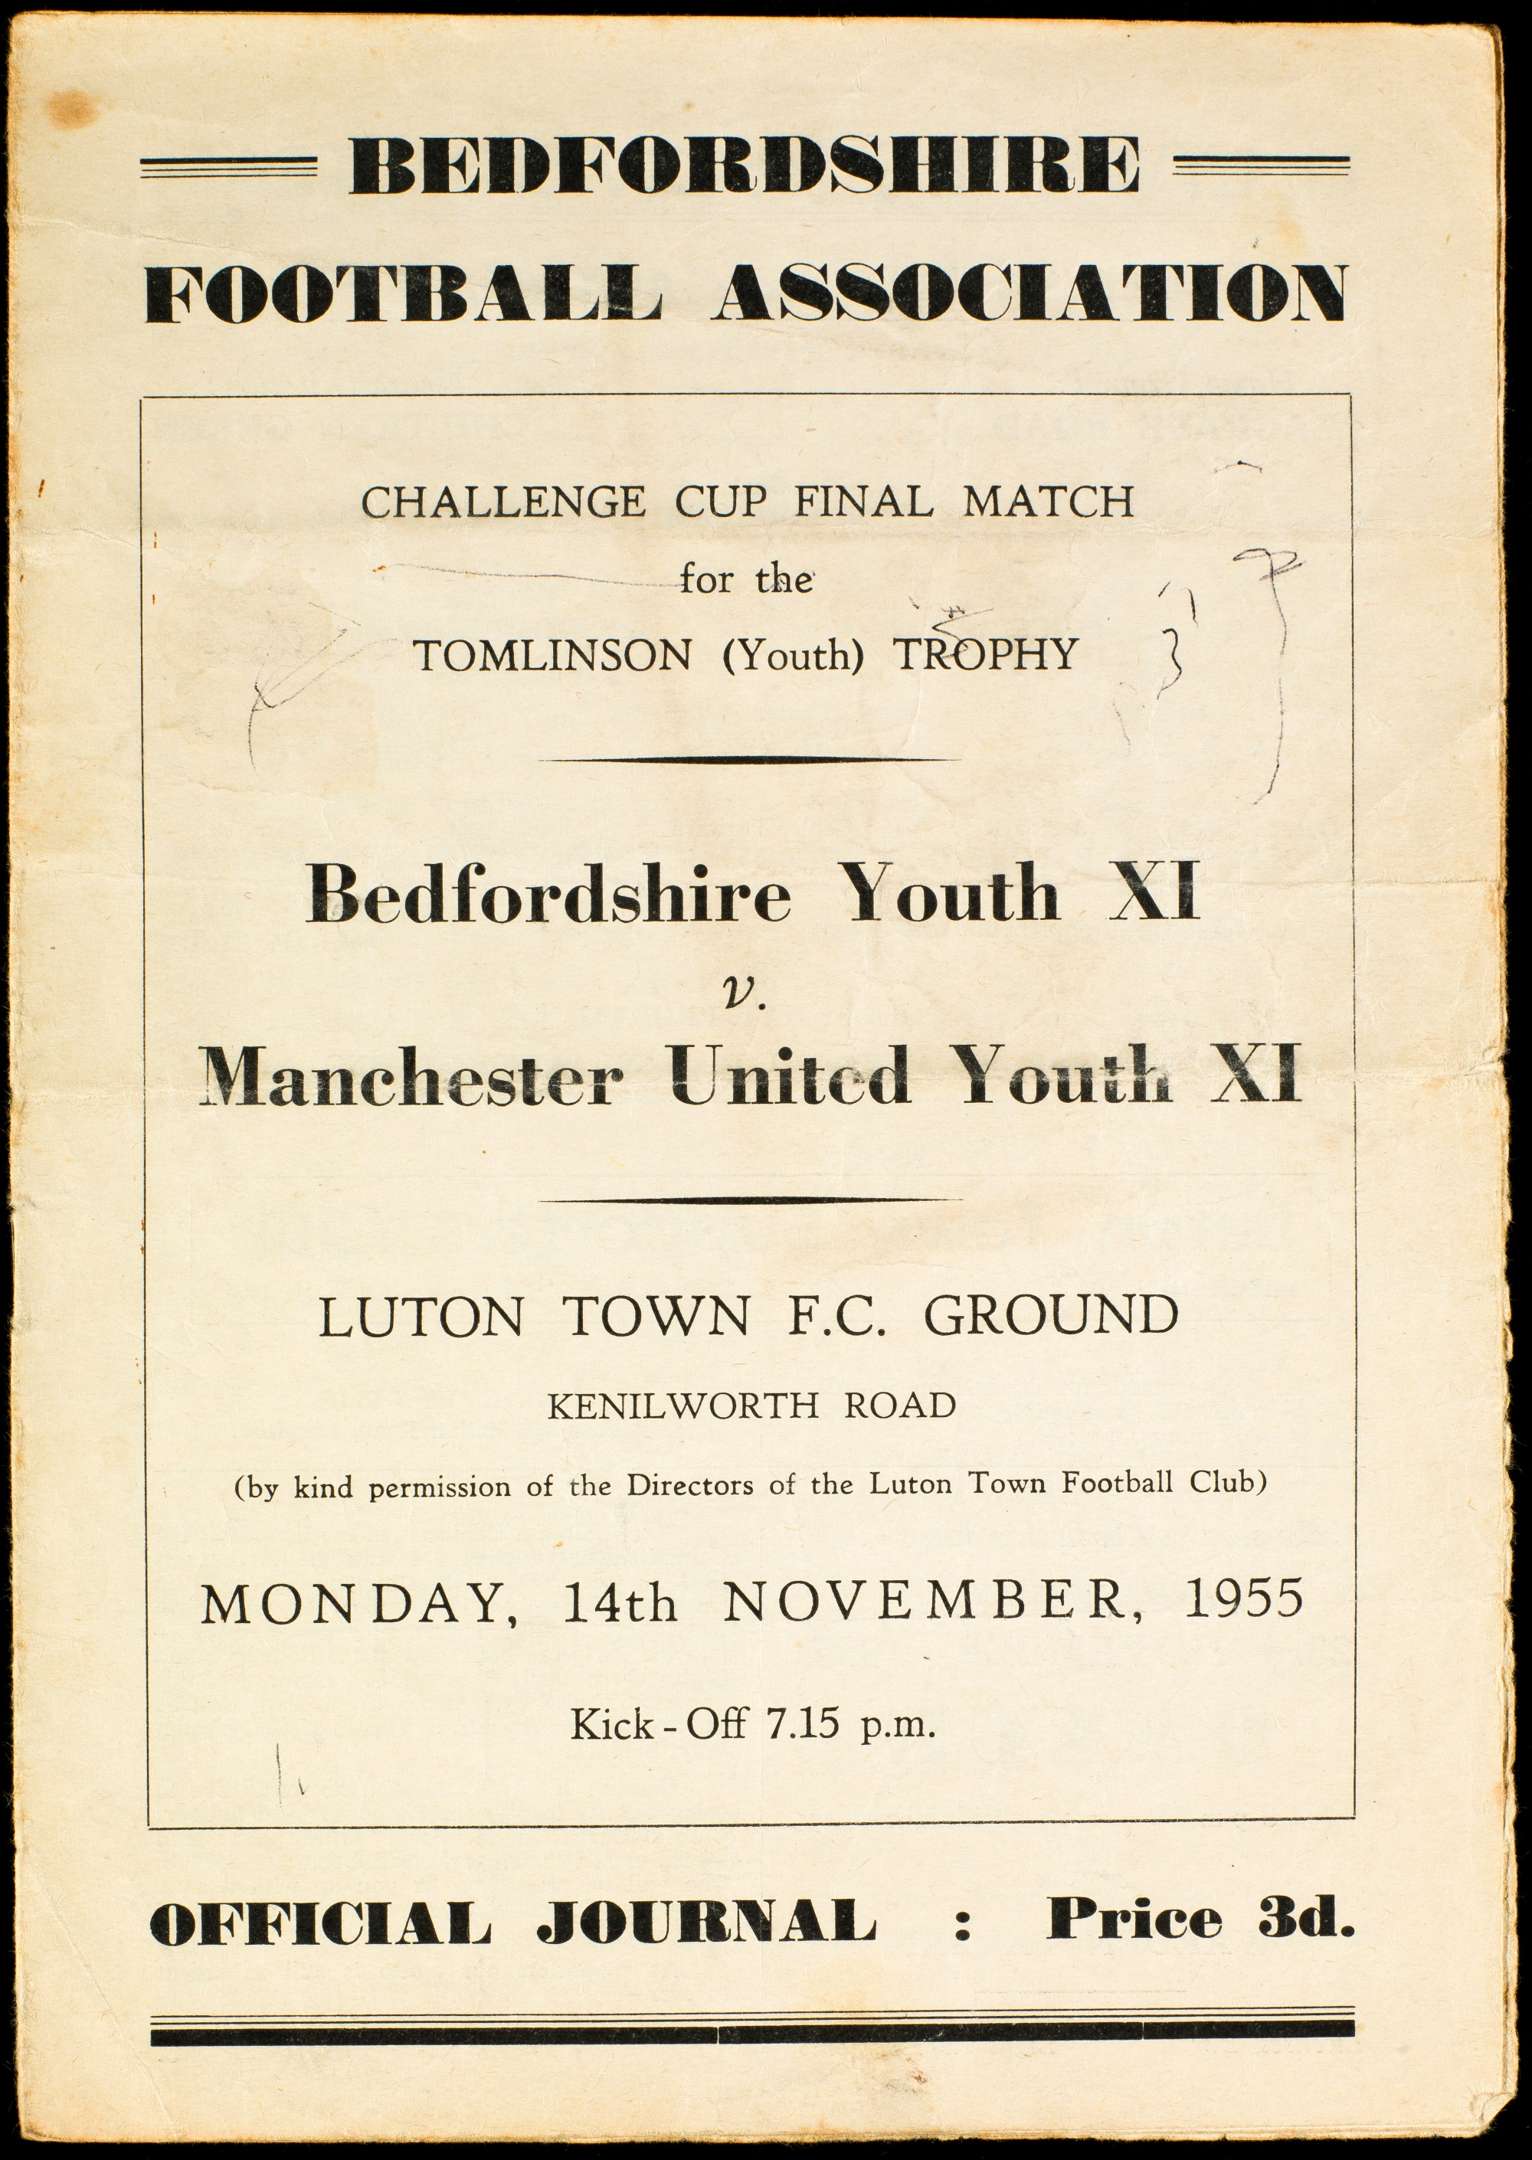 BEDFORDSHIRE
FOOTBALL ASSOCIATION
CHALLENGE CUP FINAL MATCH
for the
TOMLINSON (Youth) TROPHY
Bedfordshire Youth XI
v.
Manchester United Youth XI
LUTON TOWN F.C. GROUND
KENILWORTH ROAD
(by kind permission of the Directors of the Luton Town Football Club)
MONDAY, 14th NOVEMBER, 1955
Kick-Off 7.15 p.m.
OFFICIAL JOURNAL : Price 3d.